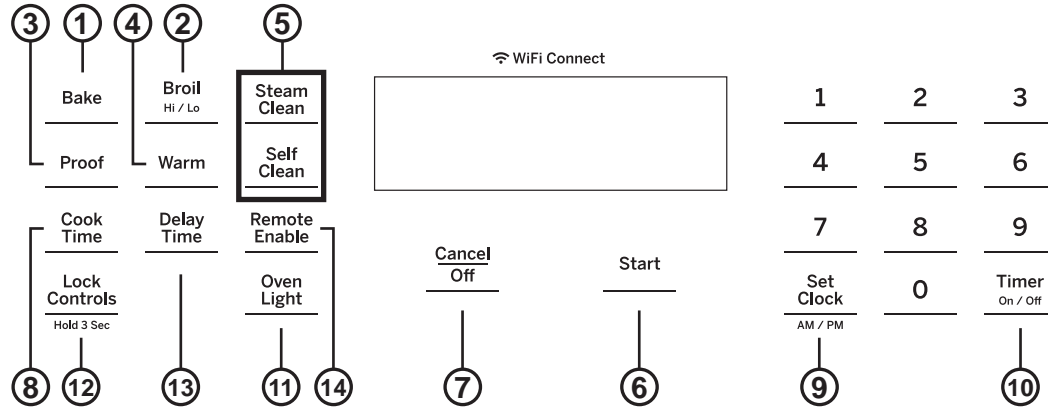 3 1 4 2 5
WiFi Connect
Bake
Broil
Hi / Lo
Steam
Clean
1 2 3
Proof
Warm
Self
Clean
4 5 6
Cook
Time
Delay
Time
Remote
Enable
7 8 9
Cancel
Off
Start
Lock
Controls
Hold 3 Sec
Oven
Light
Set
Clock
AM / PM
0
Timer
On / Off
8 12 13 11 14 7 6 9 10